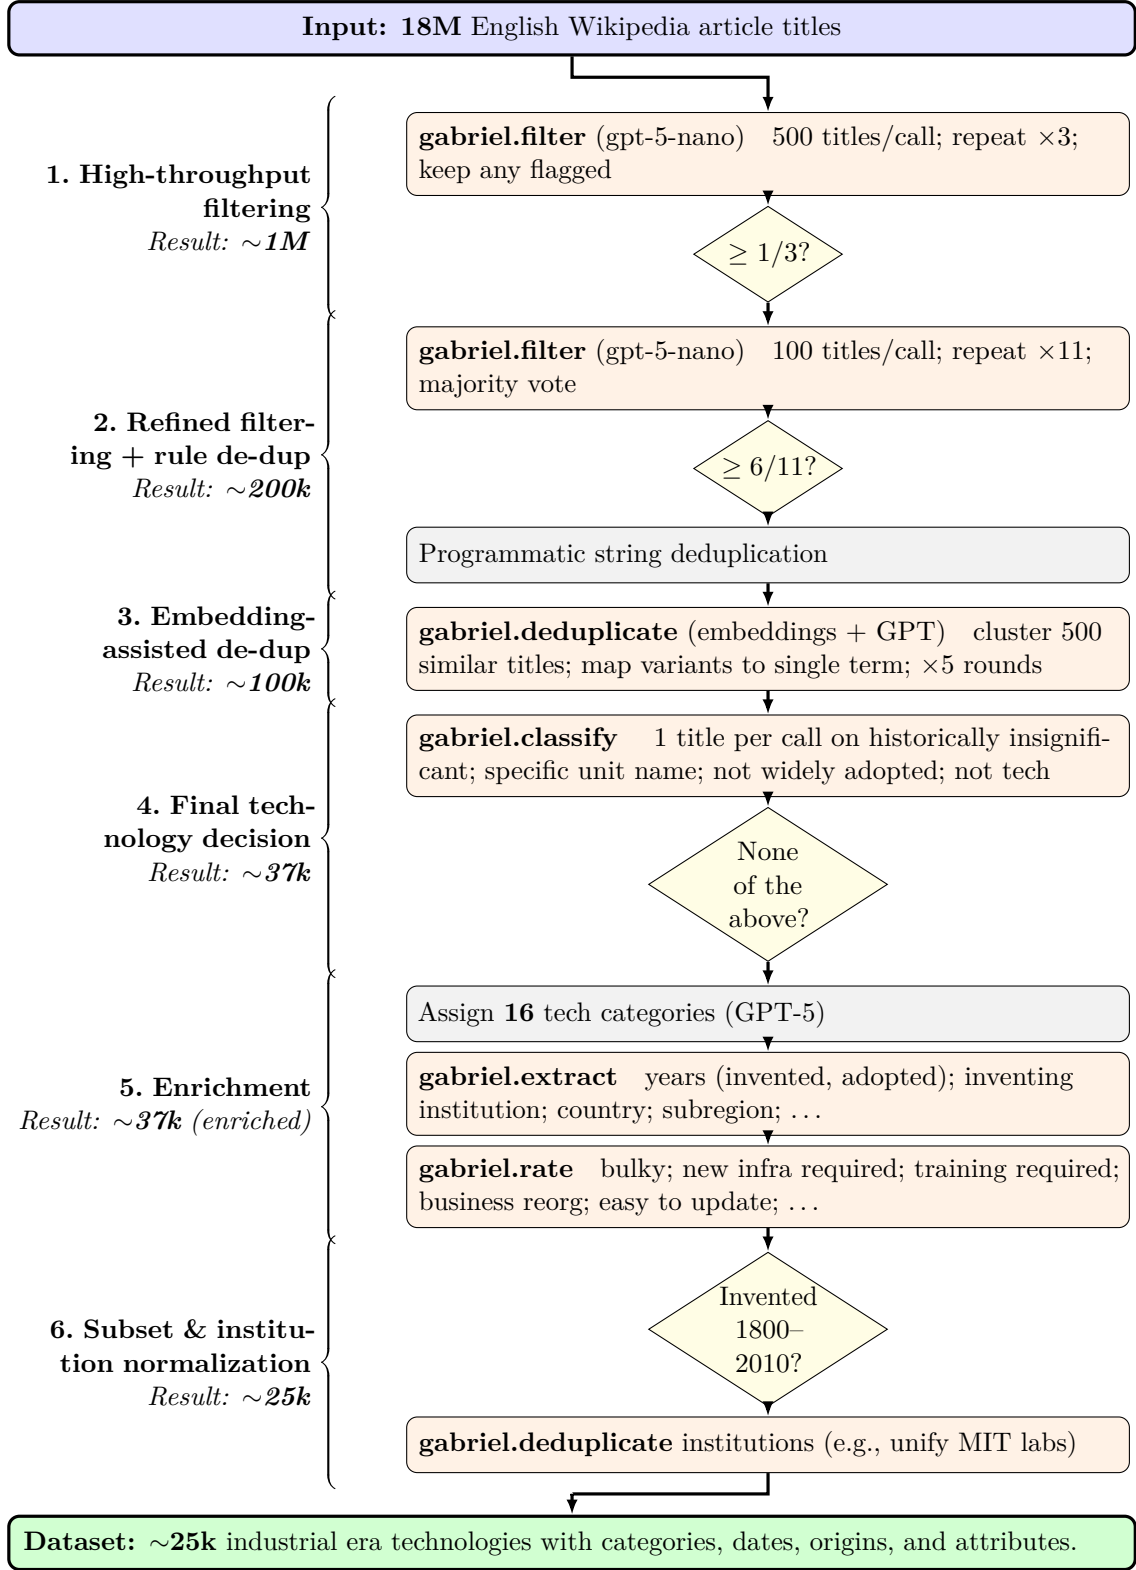 Input: 18M English Wikipedia article titles
1. High-throughput
filtering
Result: ~1M
gabriel.filter (gpt-5-nano) 500 titles/call; repeat ×3;
keep any flagged
≥ 1/3?
2. Refined filter-
ing + rule de-dup
Result: ~200k
gabriel.filter (gpt-5-nano) 100 titles/call; repeat ×11;
majority vote
≥ 6/11?
Programmatic string deduplication
3. Embedding-
assisted de-dup
Result: ~100k
gabriel.deduplicate (embeddings + GPT) cluster 500
similar titles; map variants to single term; ×5 rounds
4. Final tech-
nology decision
Result: ~37k
gabriel.classify 1 title per call on historically insignifi-
cant; specific unit name; not widely adopted; not tech
None
of the
above?
5. Enrichment
Result: ~37k (enriched)
Assign 16 tech categories (GPT-5)
gabriel.extract years (invented, adopted); inventing
institution; country; subregion; ...
gabriel.rate bulky; new infra required; training required;
business reorg; easy to update; ...
6. Subset & institu-
tion normalization
Result: ~25k
Invented
1800–
2010?
gabriel.deduplicate institutions (e.g., unify MIT labs)
Dataset: ~25k industrial era technologies with categories, dates, origins, and attributes.